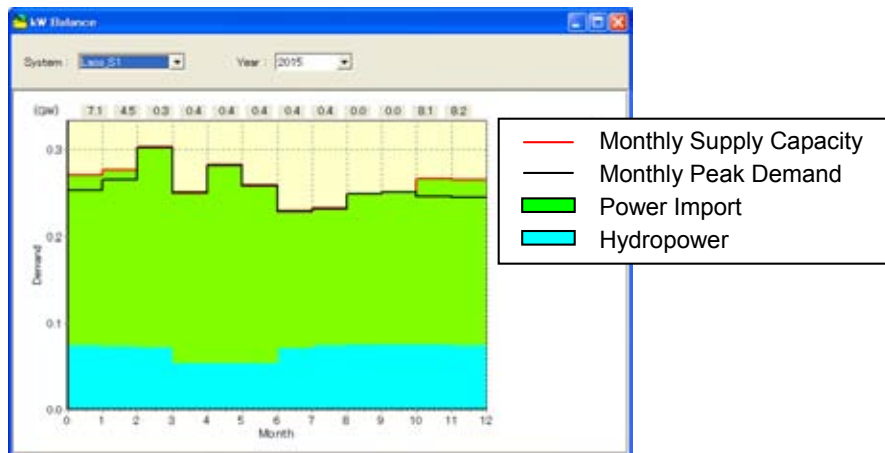 kW Balance
System : Laos_S1 Year : 2015
(GW) 7.1 4.5 0.3 0.4 0.4 0.4 0.4 0.4 0.0 0.0 8.1 8.2
0.3
0.2
0.1
0.0
Demand
0 1 2 3 4 5 6 7 8 9 10 11 12
Month
Monthly Supply Capacity
Monthly Peak Demand
Power Import
Hydropower